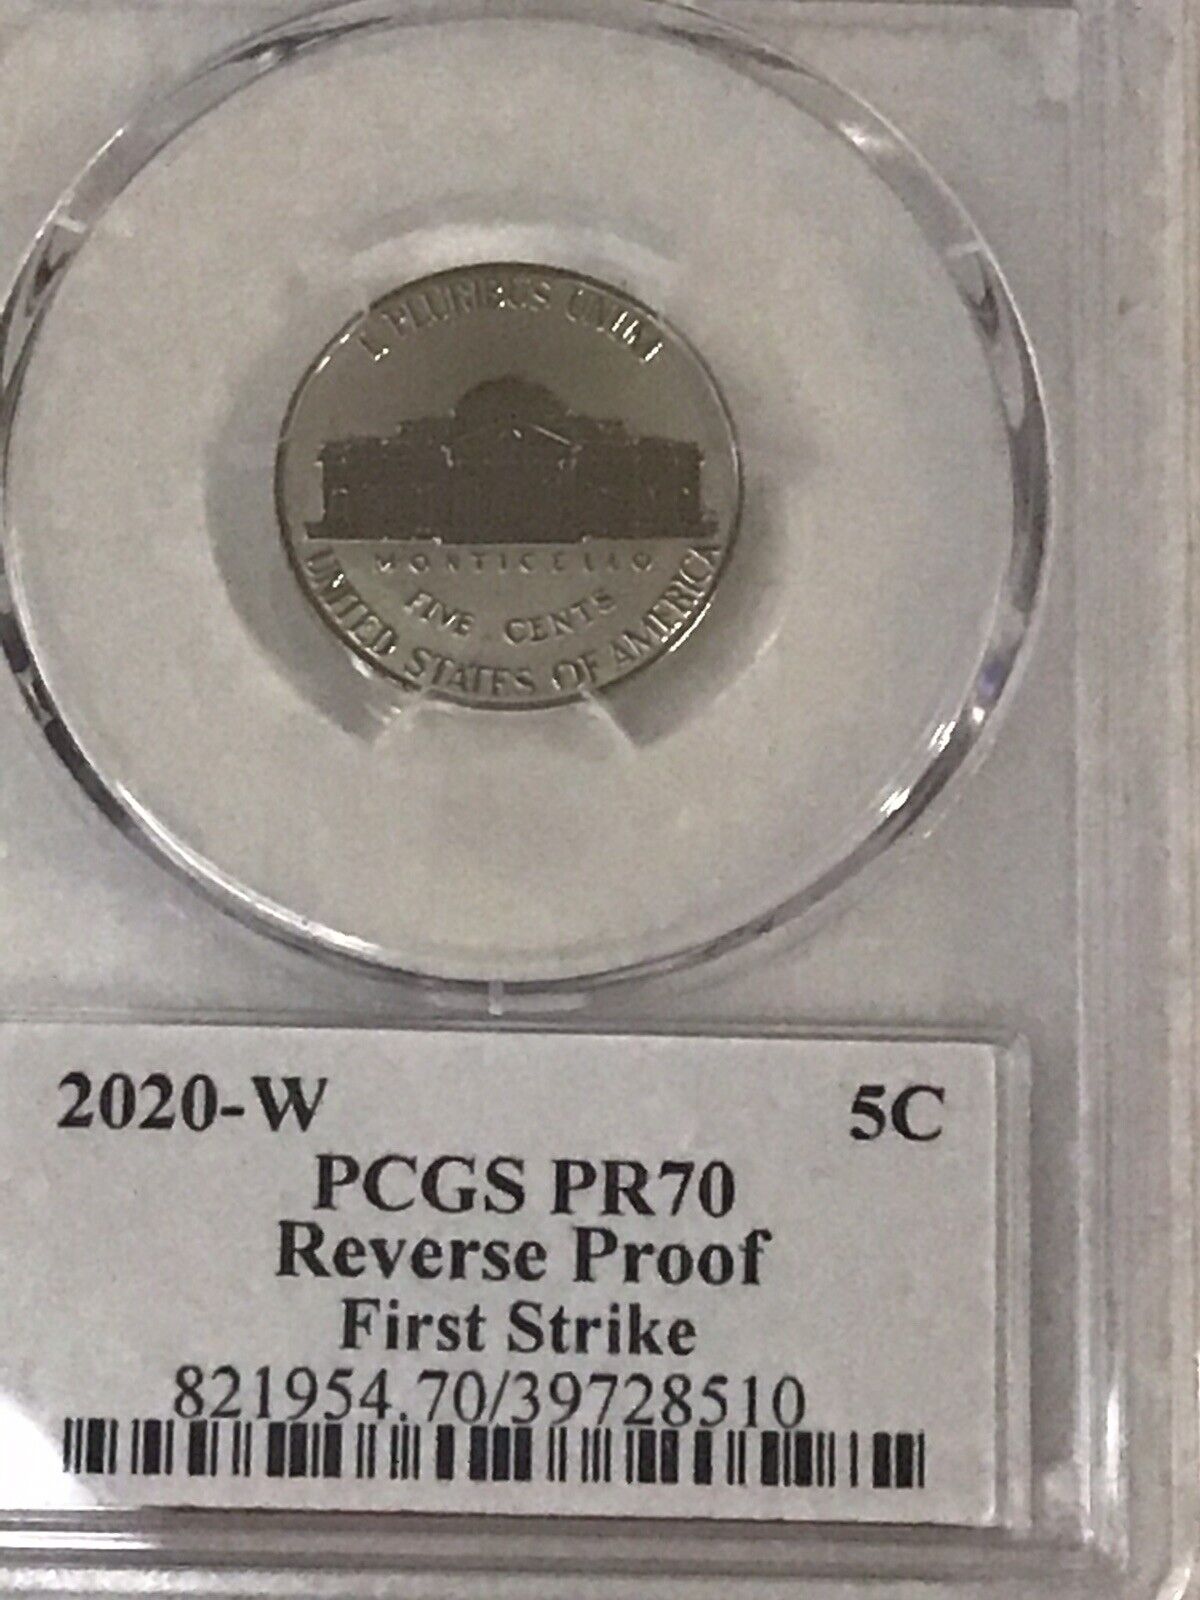 E PLURIBUS UNUM
MONTICELLO
FIVE CENTS
UNITED STATES OF AMERICA
2020-W 5C
PCGS PR70
Reverse Proof
First Strike
821954.70/39728510